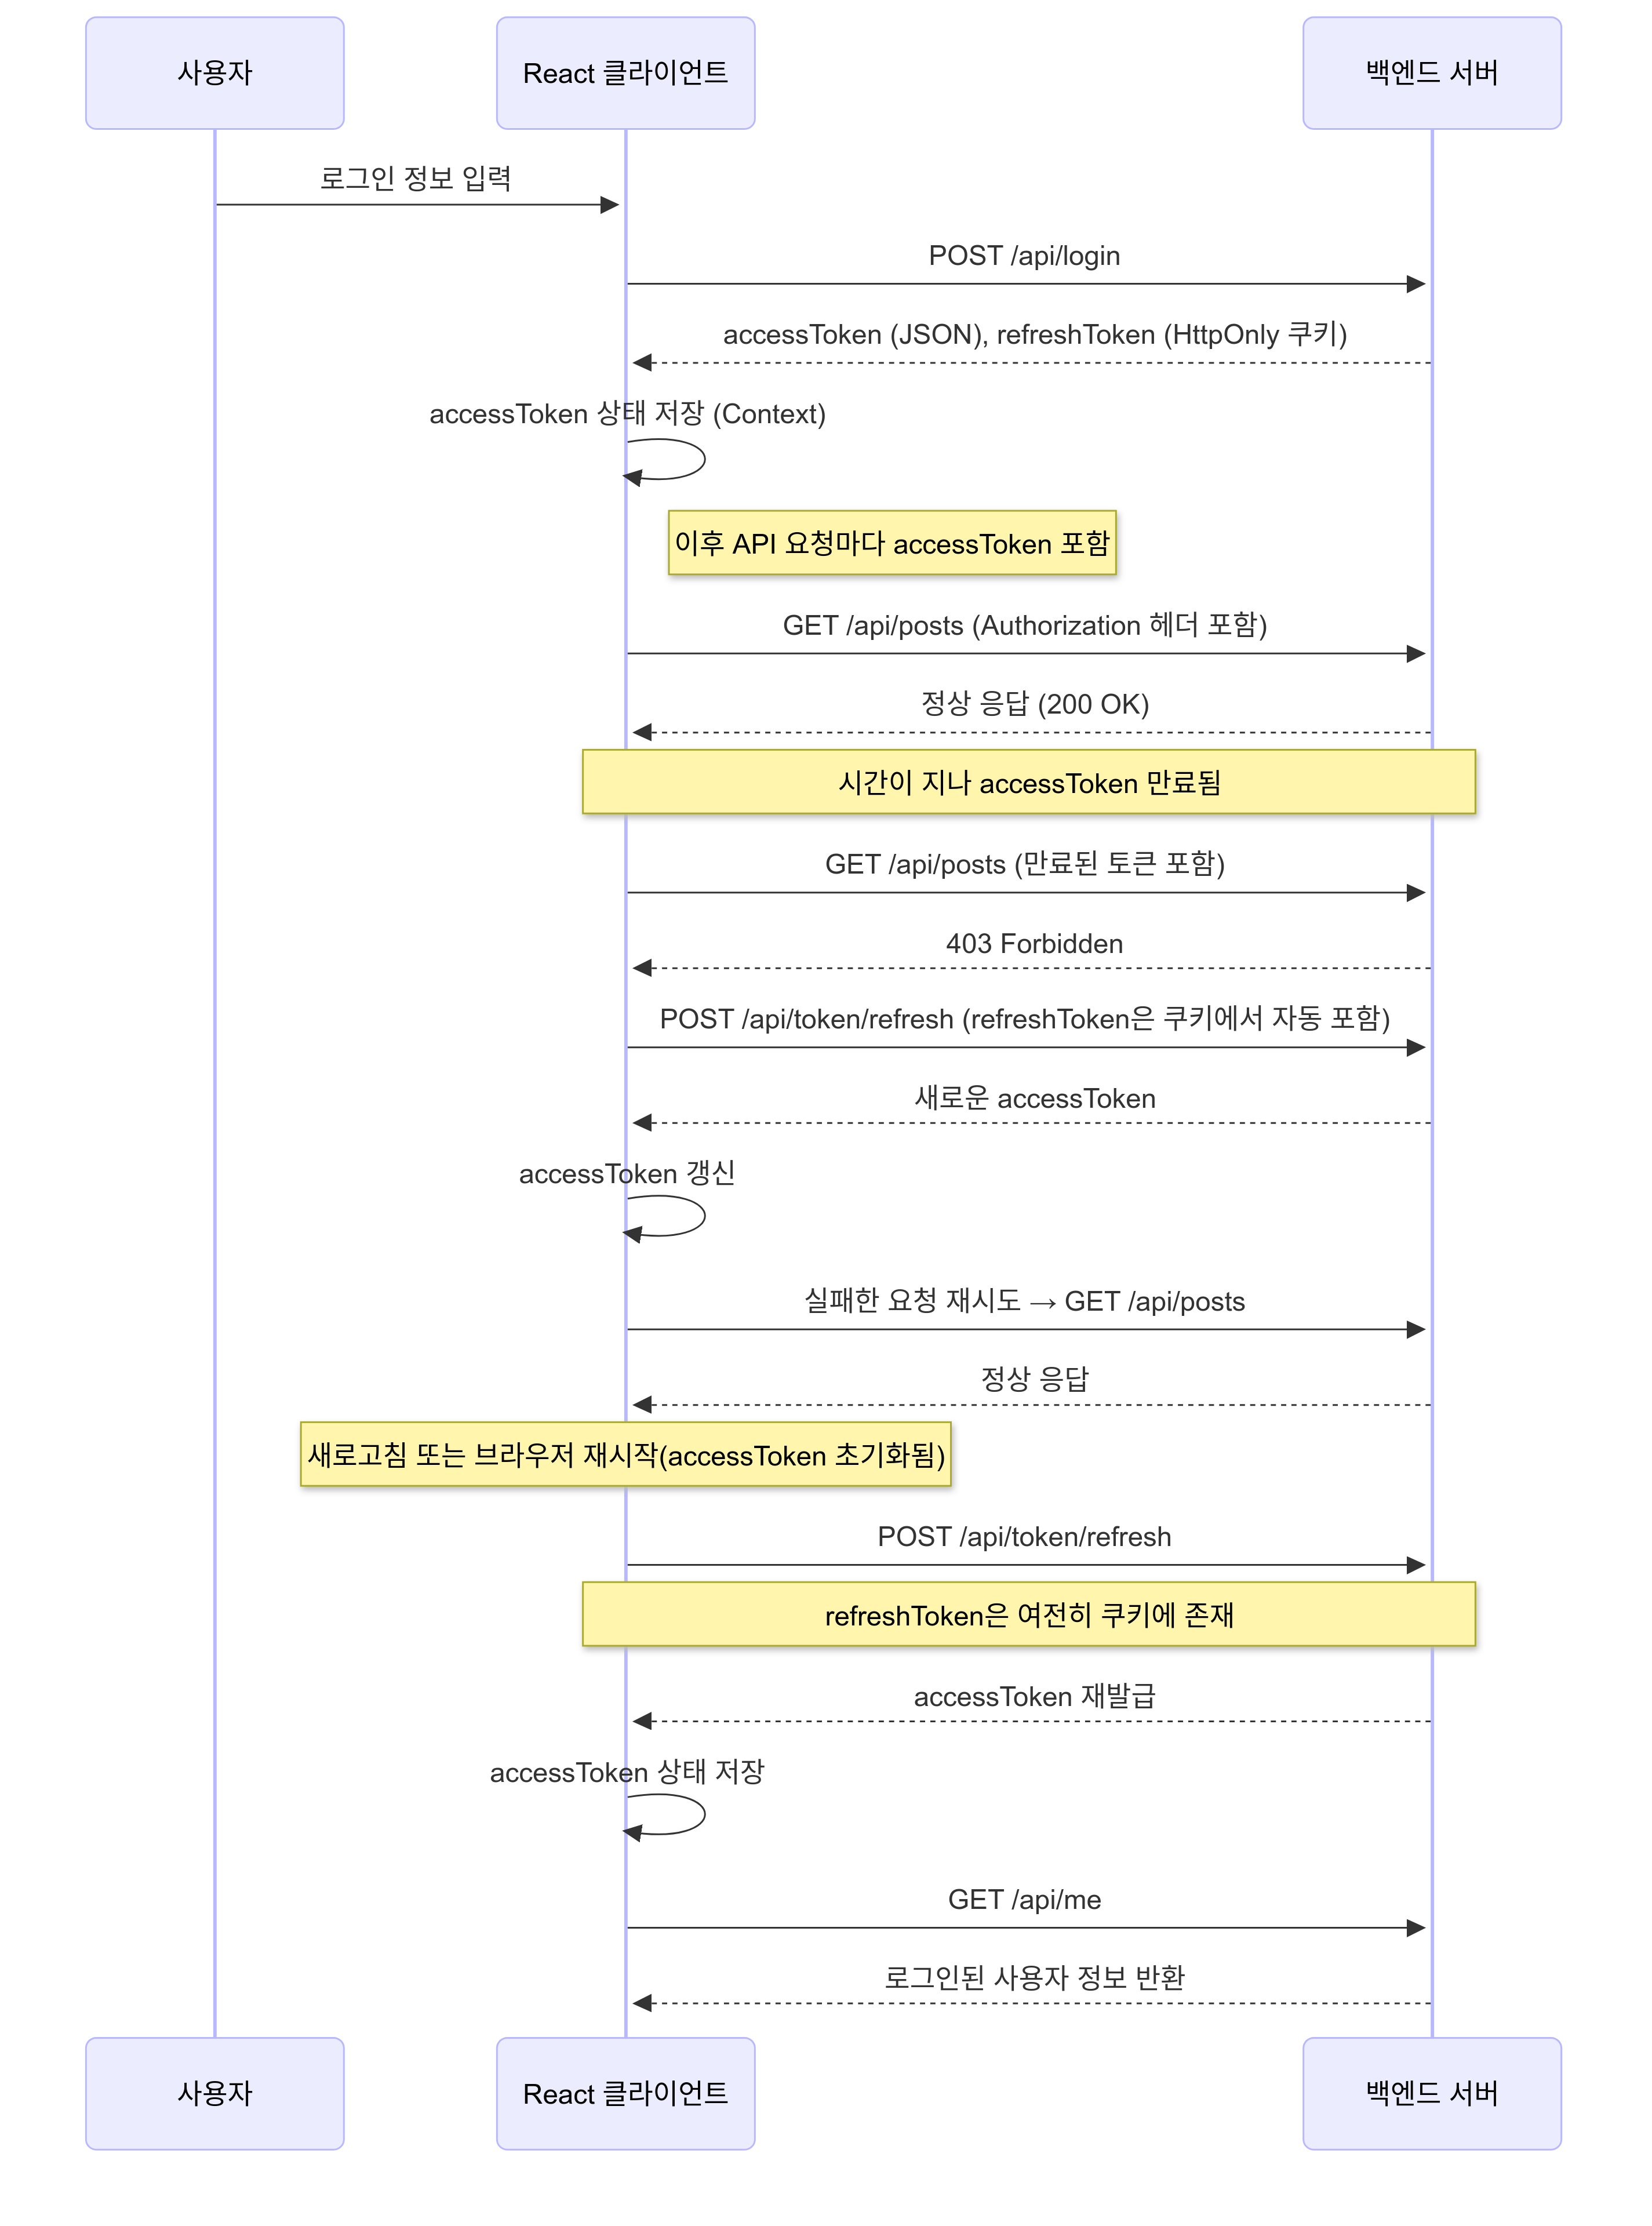 사용자
React 클라이언트
백엔드 서버
로그인 정보 입력
POST /api/login
accessToken (JSON), refreshToken (HttpOnly 쿠키)
accessToken 상태 저장 (Context)
이후 API 요청마다 accessToken 포함
GET /api/posts (Authorization 헤더 포함)
정상 응답 (200 OK)
시간이 지나 accessToken 만료됨
GET /api/posts (만료된 토큰 포함)
403 Forbidden
POST /api/token/refresh (refreshToken은 쿠키에서 자동 포함)
새로운 accessToken
accessToken 갱신
실패한 요청 재시도 → GET /api/posts
정상 응답
새로고침 또는 브라우저 재시작(accessToken 초기화됨)
POST /api/token/refresh
refreshToken은 여전히 쿠키에 존재
accessToken 재발급
accessToken 상태 저장
GET /api/me
로그인된 사용자 정보 반환
사용자
React 클라이언트
백엔드 서버